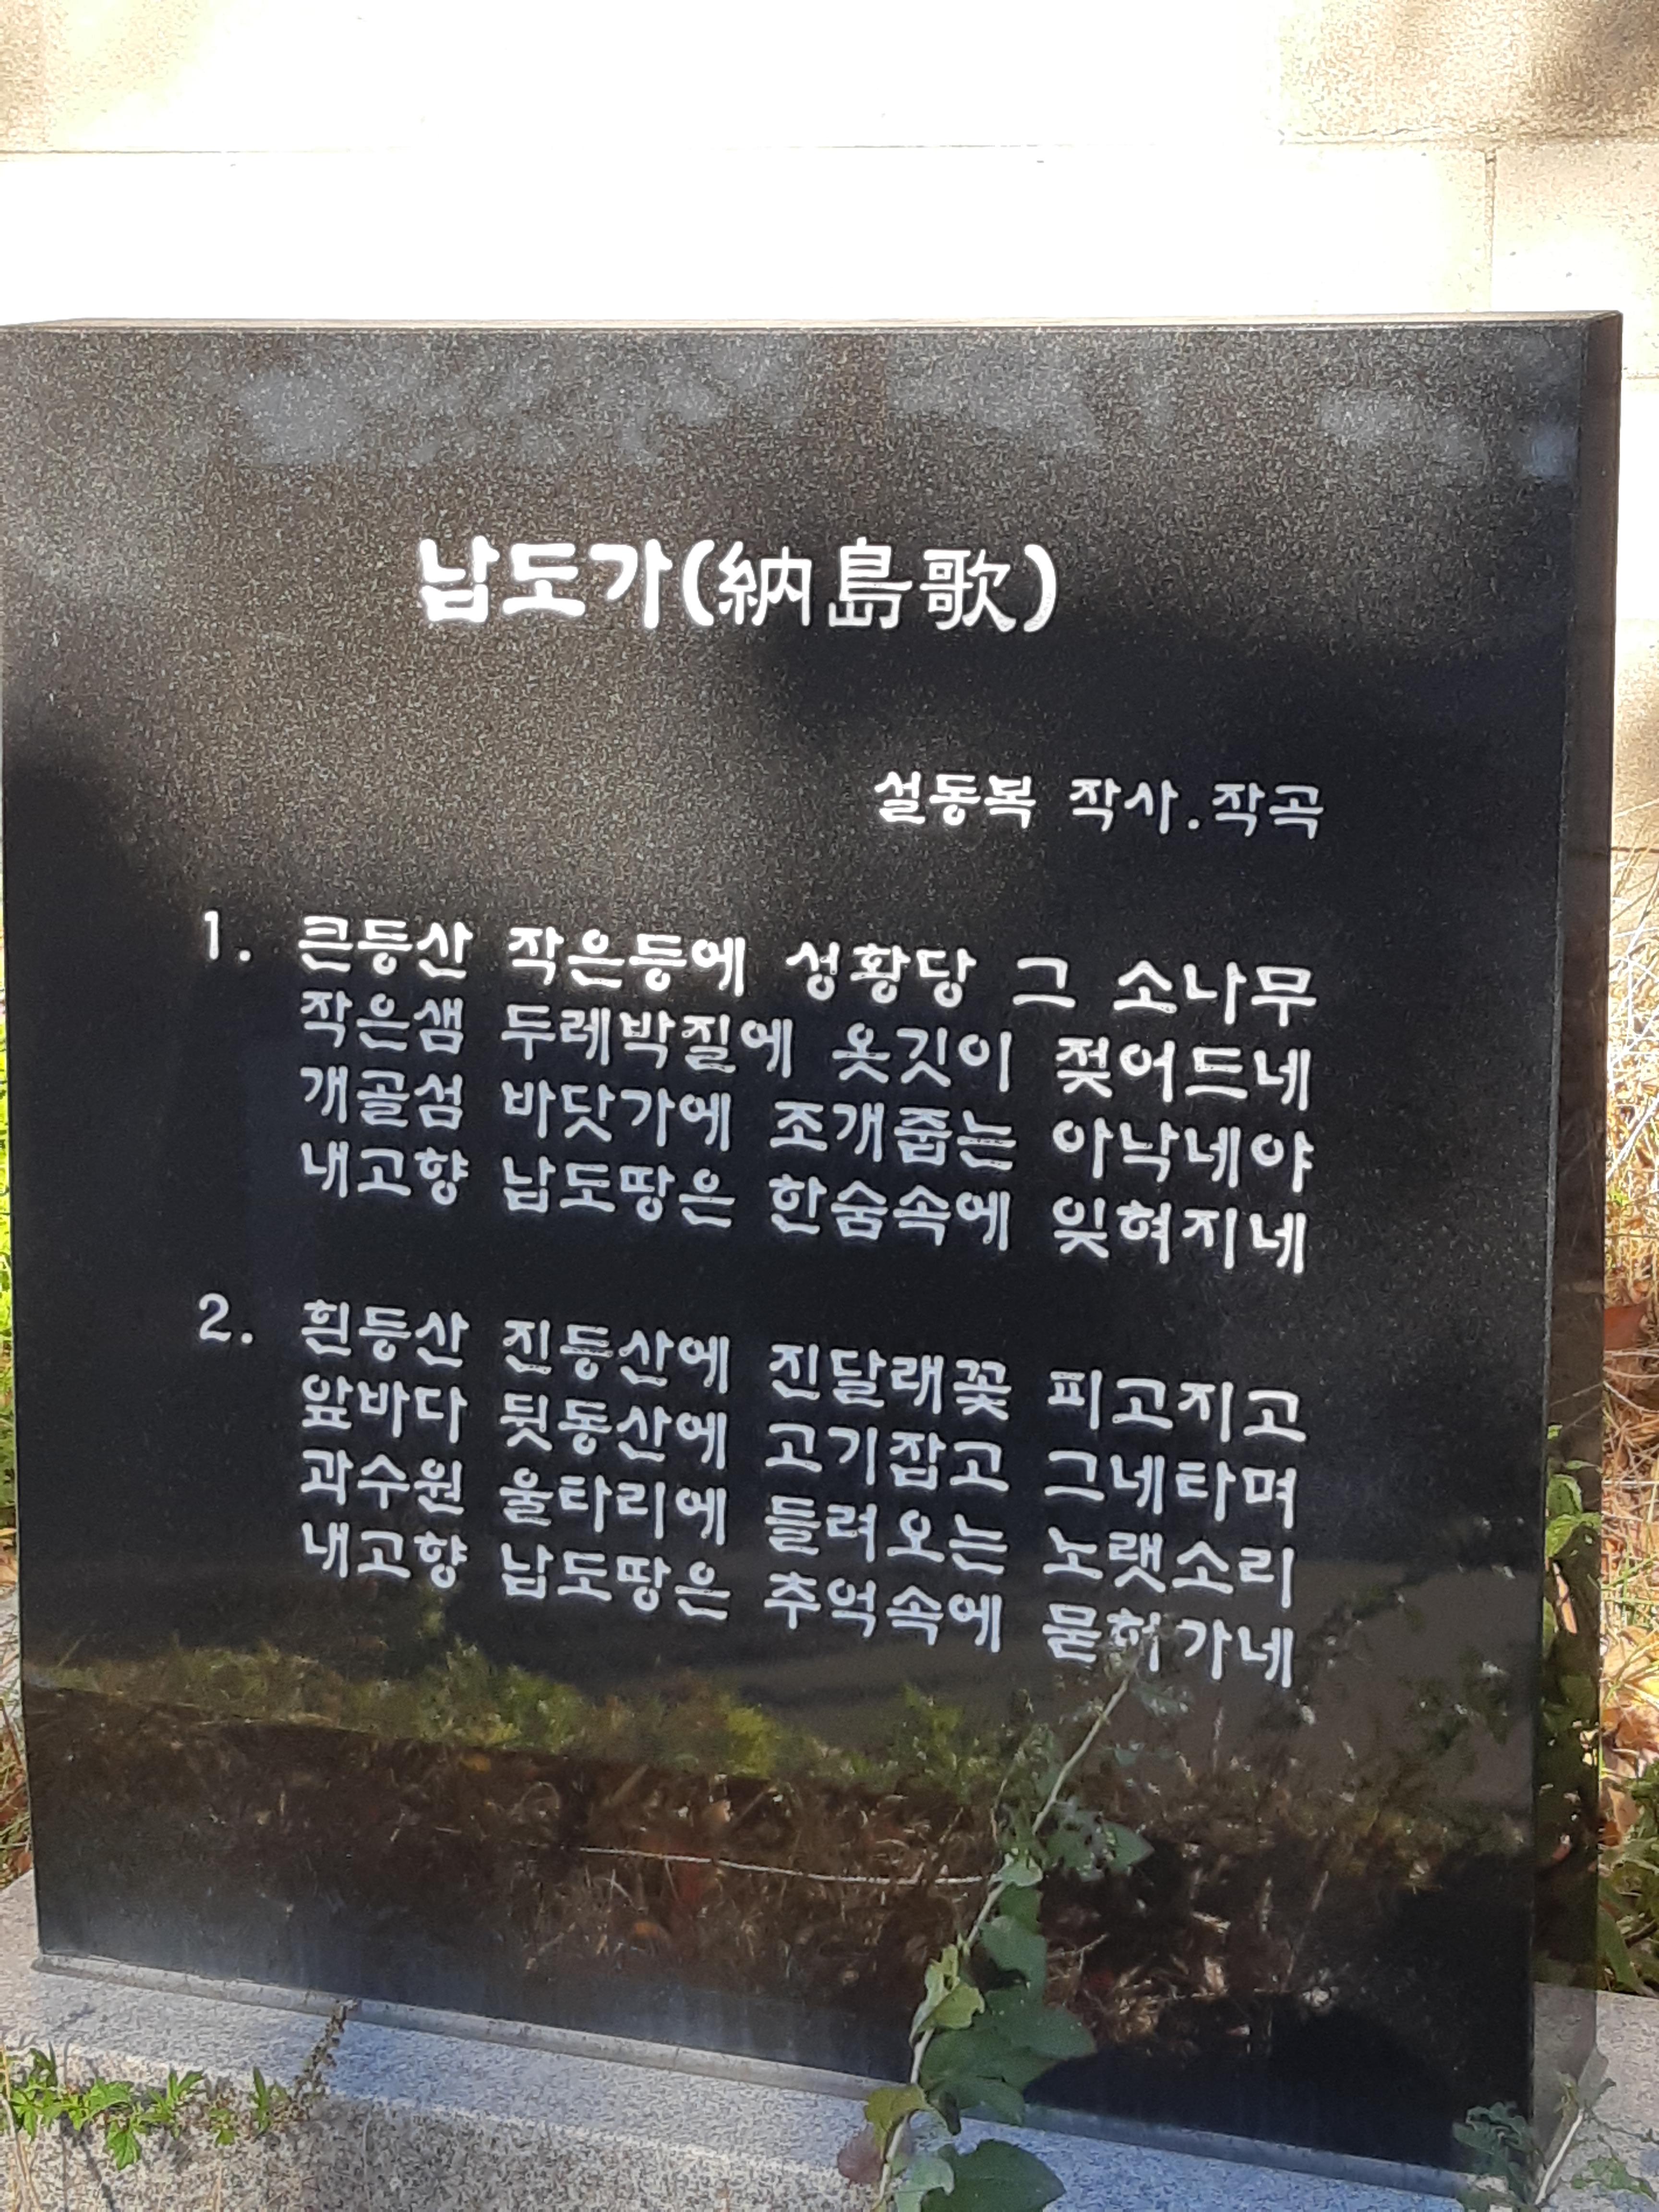 납도가(納島歌)
설동복 작사.작곡
1. 큰등산 작은등에 성황당 그 소나무
작은샘 두레박질에 옷깃이 젖어드네
개골섬 바닷가에 조개줍는 아낙네야
내고향 납도땅은 한숨속에 잊혀지네
2. 흰등산 진등산에 진달래꽃 피고지고
앞바다 뒷동산에 고기잡고 그네타며
과수원 울타리에 들려오는 노랫소리
내고향 납도땅은 추억속에 묻혀가네